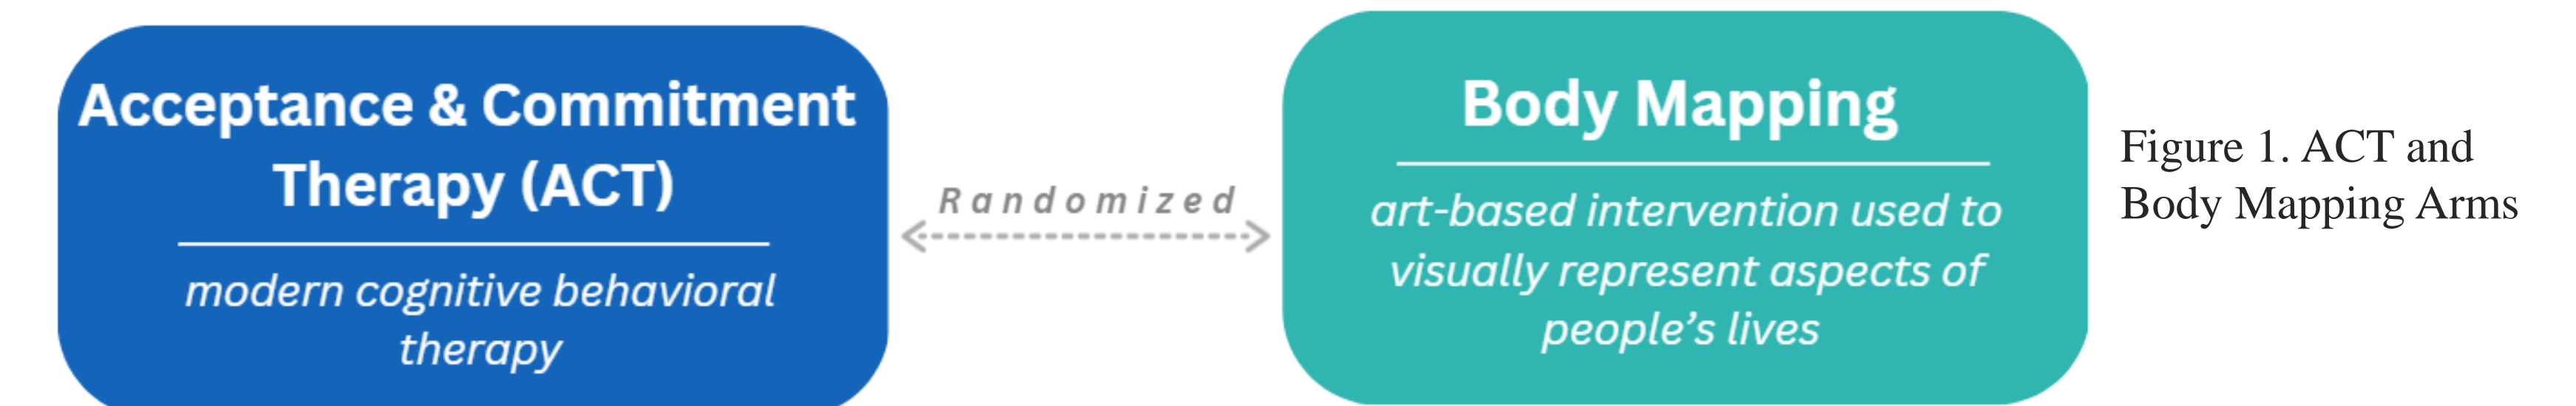 Acceptance & Commitment
Therapy (ACT)
modern cognitive behavioral
therapy
Randomized
Body Mapping
art-based intervention used to
visually represent aspects of
people’s lives
Figure 1. ACT and
Body Mapping Arms